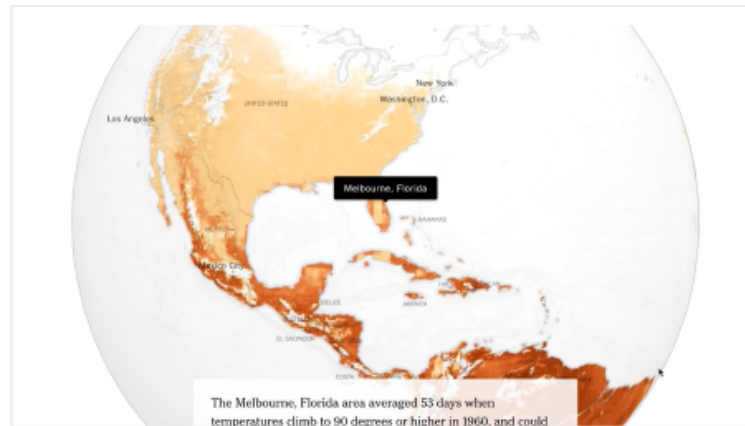 New York
Washington, D.C.
UNITED STATES
Los Angeles
Melbourne, Florida
BAHAMAS
MEXICO
Mexico City
BELIZE
JAMAICA
EL SALVADOR
The Melbourne, Florida area averaged 53 days when
temperatures climb to 90 degrees or higher in 1960, and could